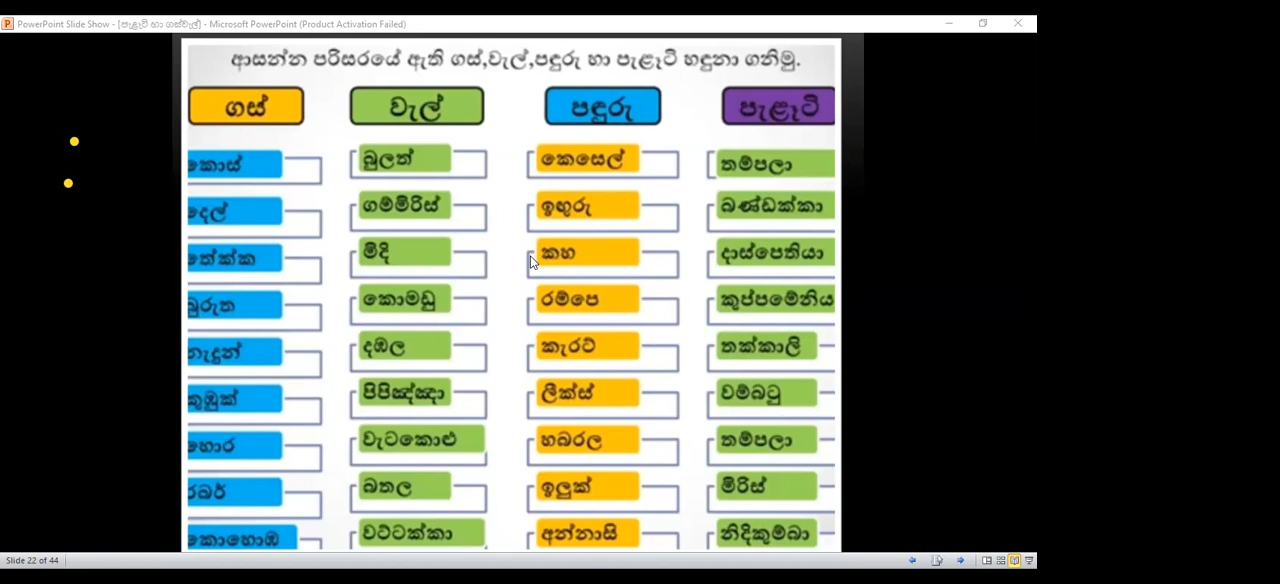 PowerPoint Slide Show - [පැළෑටි හා ගස්වැල්] - Microsoft PowerPoint (Product Activation Failed)
ආසන්න පරිසරයේ ඇති ගස්,වැල්,පඳුරු හා පැළෑටි හඳුනා ගනිමු.
ගස් වැල් පඳුරු පැළෑටි
කොස් බුලත් කෙසෙල් තම්පලා
දෙල් ගම්මිරිස් ඉඟුරු බණ්ඩක්කා
තේක්ක මිදි කහ දාස්පෙතියා
බුරුත කොමඩු රම්පෙ කුප්පමේනිය
නැදුන් දඹල කැරට් තක්කාලි
කුඹුක් පිපිඤ්ඤා ලීක්ස් වම්බටු
හොර වැටකොළු හබරල තම්පලා
රබර් බතල ඉලුක් මිරිස්
කොහොඹ වට්ටක්කා අන්නාසි නිදිකුම්බා
Slide 22 of 44